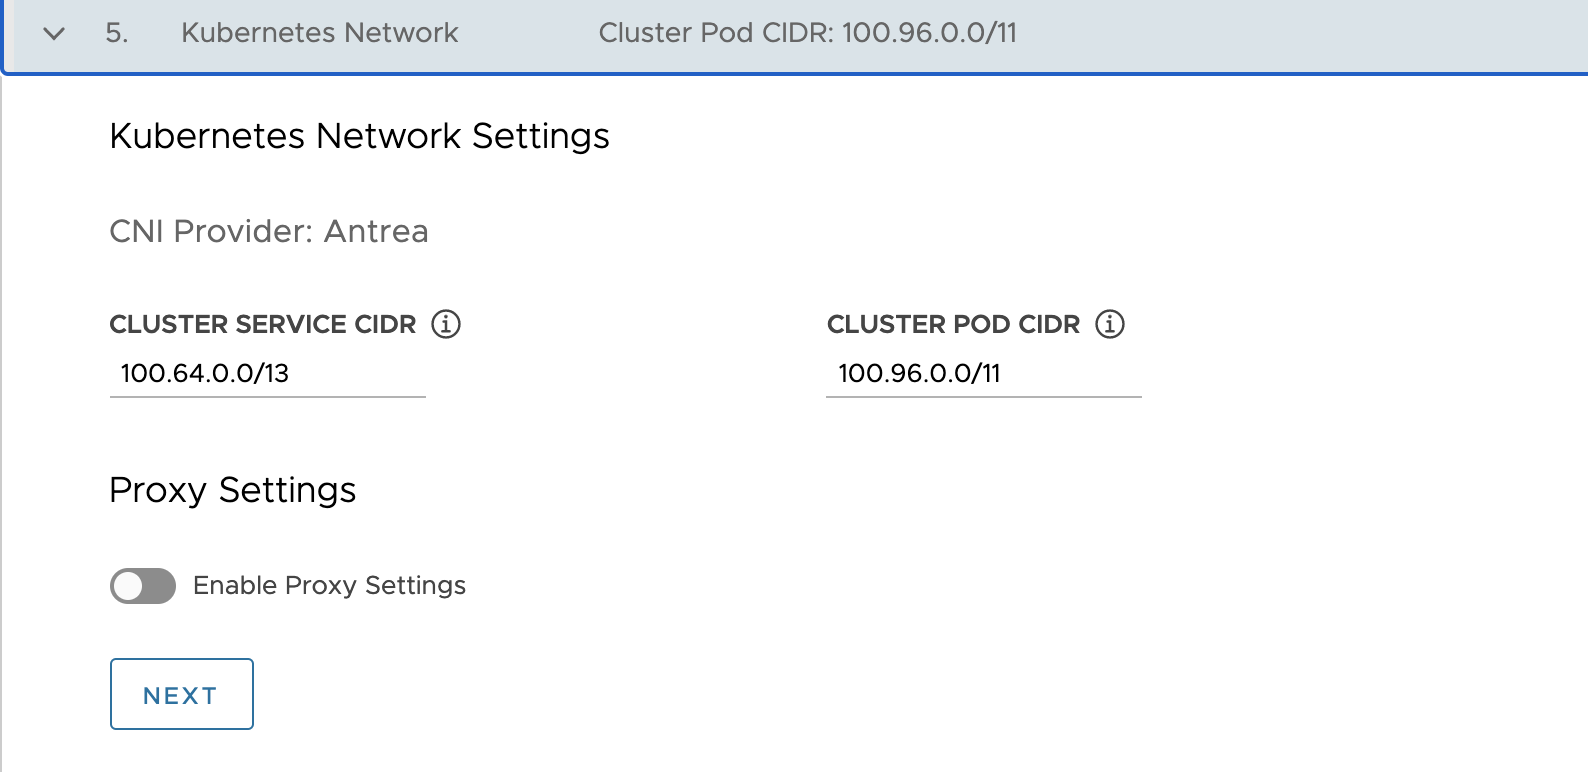 5. Kubernetes Network Cluster Pod CIDR: 100.96.0.0/11
Kubernetes Network Settings
CNI Provider: Antrea
CLUSTER SERVICE CIDR CLUSTER POD CIDR
100.64.0.0/13 100.96.0.0/11
Proxy Settings
Enable Proxy Settings
NEXT